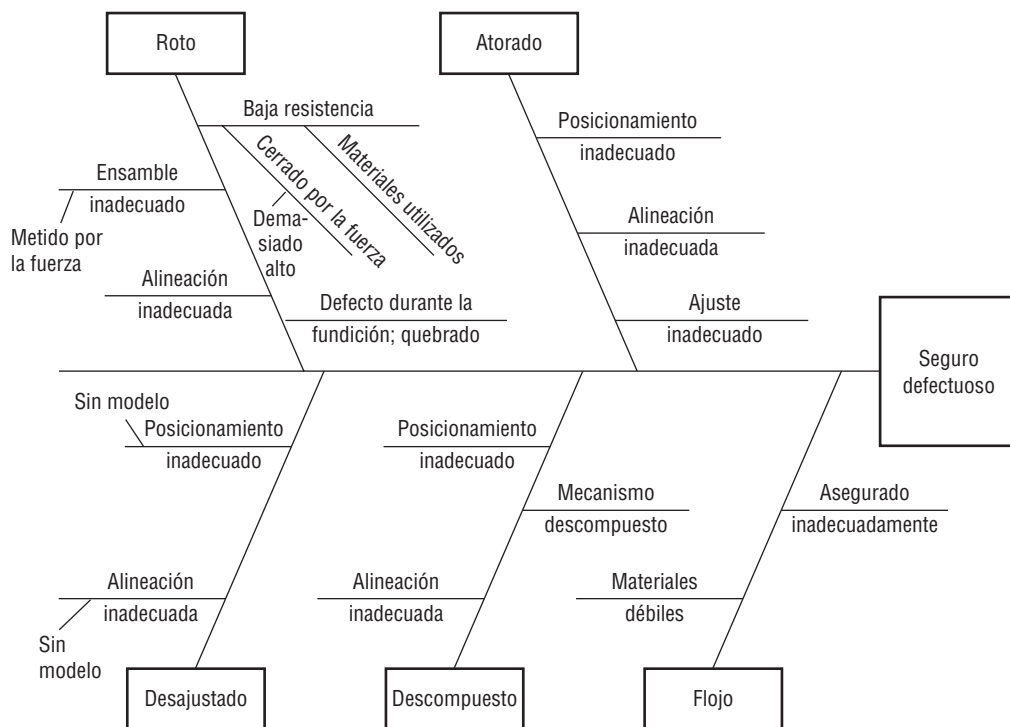 Roto
Atorado
Baja resistencia
Cerrado por la fuerza
Materiales utilizados
Dema-
siado
alto
Ensamble
inadecuado
Metido por
la fuerza
Alineación
inadecuada
Defecto durante la
fundición; quebrado
Posicionamiento
inadecuado
Alineación
inadecuada
Ajuste
inadecuado
Seguro
defectuoso
Sin modelo
Posicionamiento
inadecuado
Alineación
inadecuada
Sin
modelo
Desajustado
Posicionamiento
inadecuado
Mecanismo
descompuesto
Alineación
inadecuada
Descompuesto
Asegurado
inadecuadamente
Materiales
débiles
Flojo